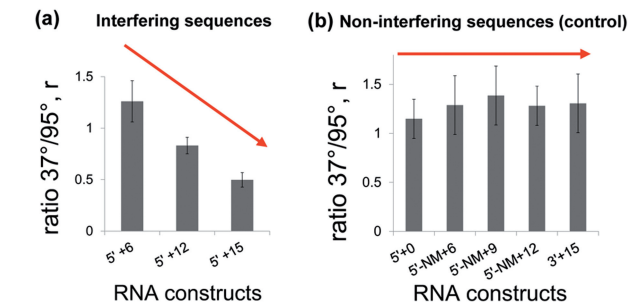 (a) Interfering sequences
ratio 37°/95°, r
1.5
1
0.5
0
5' +6
5' +12
5' +15
RNA constructs
(b) Non-interfering sequences (control)
ratio 37°/95°, r
1.5
1
0.5
0
5'+0
5'-NM+6
5'-NM+9
5'-NM+12
3'+15
RNA constructs